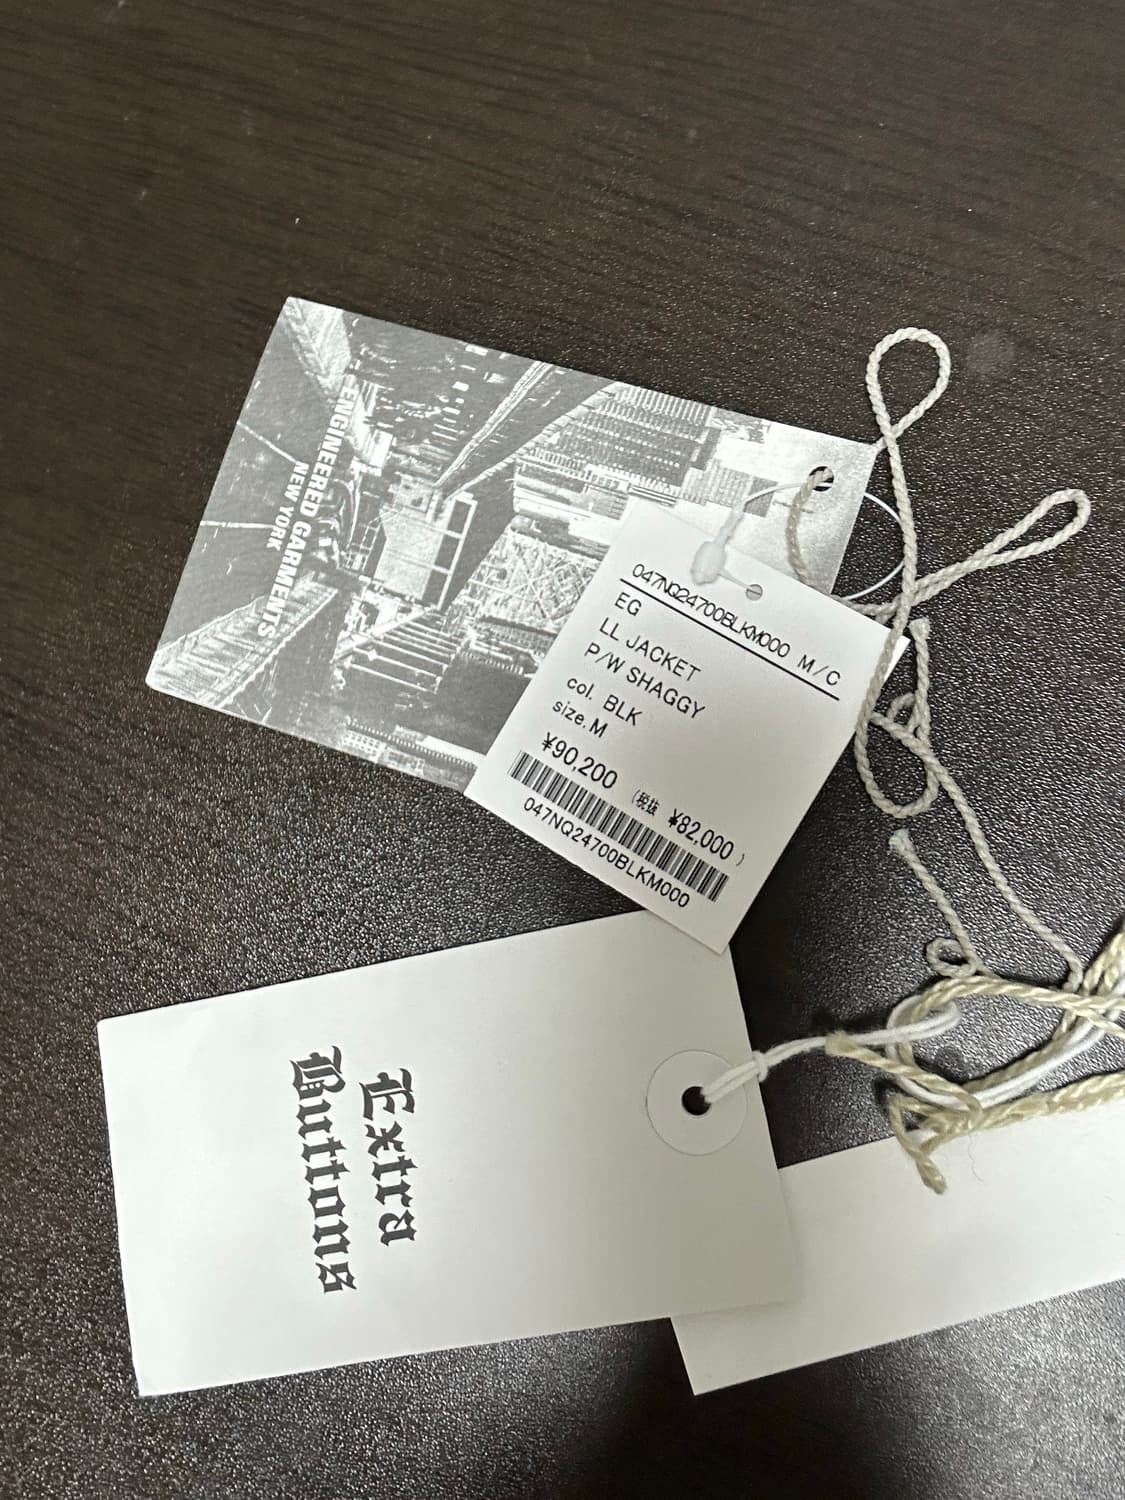 ENGINEERED GARMENTS
NEW YORK
047NQ24700BLKM000 M/C
EG
LL JACKET
P/W SHAGGY
col. BLK
size.M
¥90,200 (税抜 ¥82,000 )
047NQ24700BLKM000
Extra
Buttons